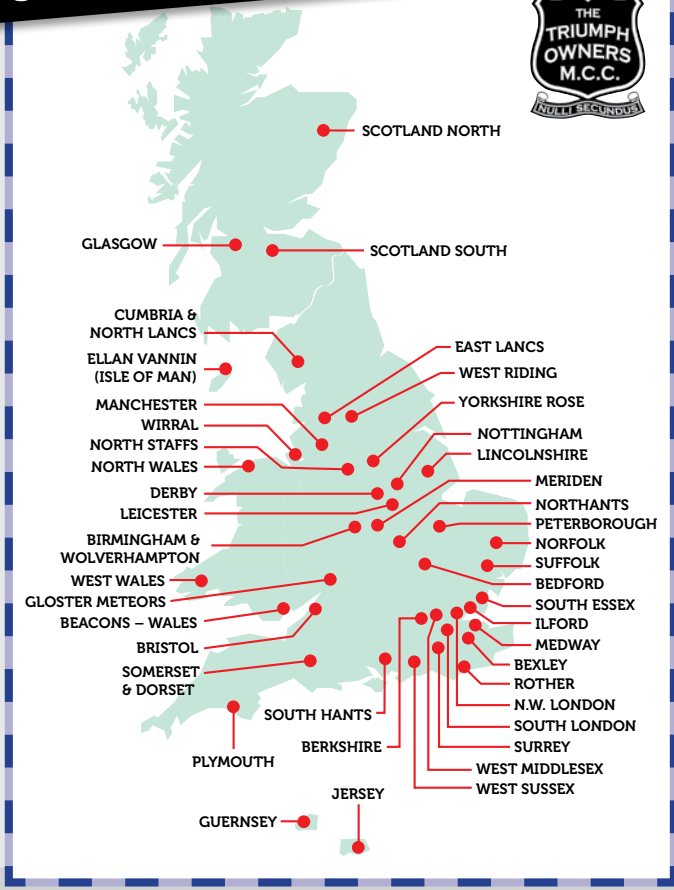 THE
TRIUMPH
OWNERS
M.C.C.
NULLI SECUNDUS
SCOTLAND NORTH
GLASGOW
SCOTLAND SOUTH
CUMBRIA &
NORTH LANCS
ELLAN VANNIN
(ISLE OF MAN)
MANCHESTER
WIRRAL
NORTH STAFFS
NORTH WALES
DERBY
LEICESTER
BIRMINGHAM &
WOLVERHAMPTON
WEST WALES
GLOSTER METEORS
BEACONS – WALES
BRISTOL
SOMERSET
& DORSET
PLYMOUTH
EAST LANCS
WEST RIDING
YORKSHIRE ROSE
NOTTINGHAM
LINCOLNSHIRE
MERIDEN
NORTHANTS
PETERBOROUGH
NORFOLK
SUFFOLK
BEDFORD
SOUTH ESSEX
ILFORD
MEDWAY
BEXLEY
ROTHER
N.W. LONDON
SOUTH LONDON
SURREY
WEST MIDDLESEX
WEST SUSSEX
SOUTH HANTS
BERKSHIRE
JERSEY
GUERNSEY